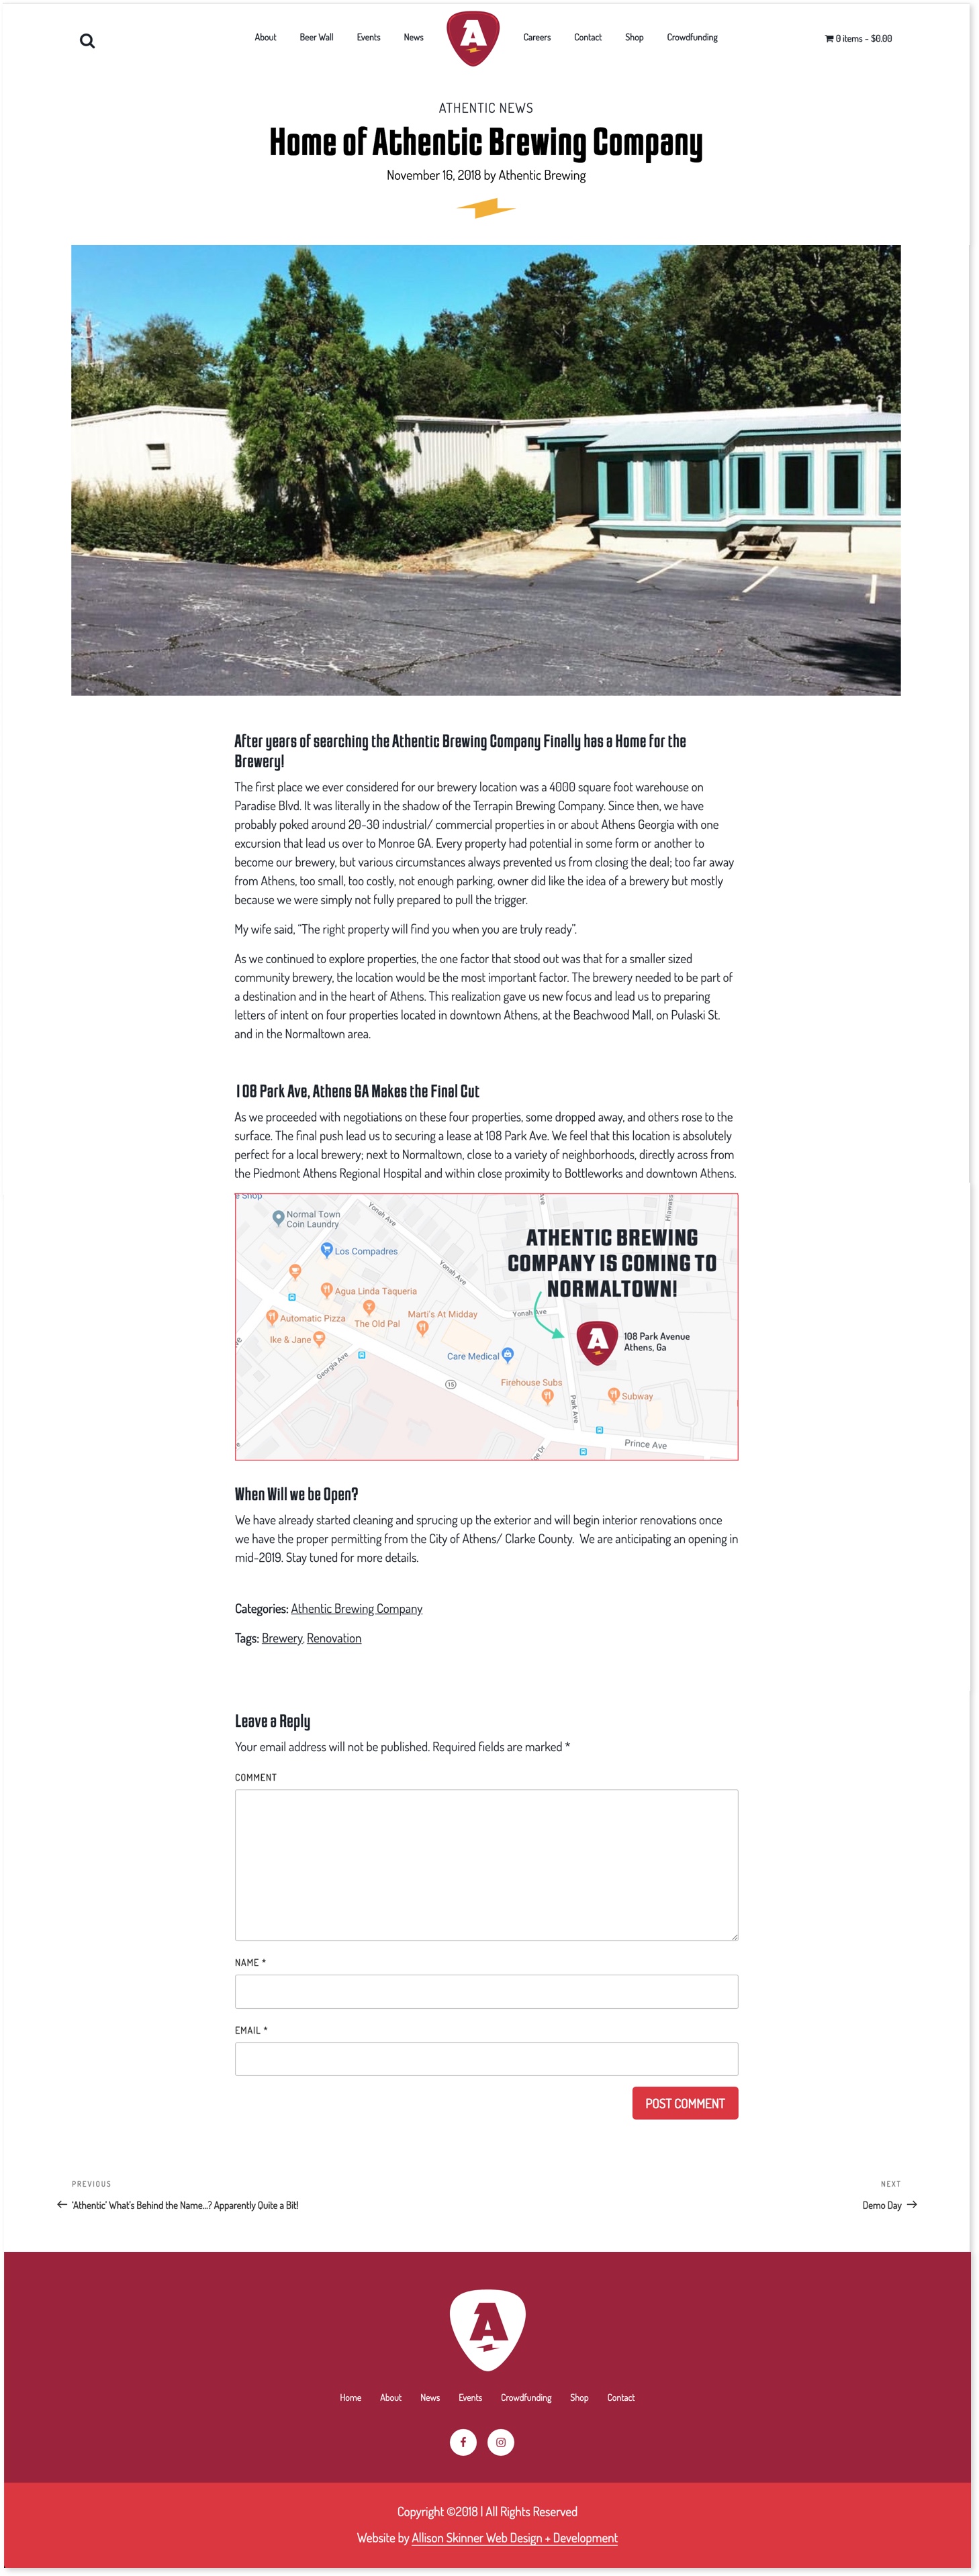 About Beer Wall Events News A Careers Contact Shop Crowdfunding 0 items - $0.00
ATHENTIC NEWS
Home of Athentic Brewing Company
November 16, 2018 by Athentic Brewing
After years of searching the Athentic Brewing Company Finally has a Home for the
Brewery!
The first place we ever considered for our brewery location was a 4000 square foot warehouse on
Paradise Blvd. It was literally in the shadow of the Terrapin Brewing Company. Since then, we have
probably poked around 20-30 industrial/ commercial properties in or about Athens Georgia with one
excursion that lead us over to Monroe GA. Every property had potential in some form or another to
become our brewery, but various circumstances always prevented us from closing the deal; too far away
from Athens, too small, too costly, not enough parking, owner did like the idea of a brewery but mostly
because we were simply not fully prepared to pull the trigger.
My wife said, “The right property will find you when you are truly ready”.
As we continued to explore properties, the one factor that stood out was that for a smaller sized
community brewery, the location would be the most important factor. The brewery needed to be part of
a destination and in the heart of Athens. This realization gave us new focus and lead us to preparing
letters of intent on four properties located in downtown Athens, at the Beachwood Mall, on Pulaski St.
and in the Normaltown area.
108 Park Ave, Athens GA Makes the Final Cut
As we proceeded with negotiations on these four properties, some dropped away, and others rose to the
surface. The final push lead us to securing a lease at 108 Park Ave. We feel that this location is absolutely
perfect for a local brewery; next to Normaltown, close to a variety of neighborhoods, directly across from
the Piedmont Athens Regional Hospital and within close proximity to Bottleworks and downtown Athens.
e Shop
Normal Town
Coin Laundry
Yonah Ave
Ave
Hiawass
Los Compadres
ATHENTIC BREWING
COMPANY IS COMING TO
NORMALTOWN!
Yonah Ave
Agua Linda Taqueria
Automatic Pizza
The Old Pal
Marti's At Midday
Yonah Ave
Ike & Jane
A
108 Park Avenue
Athens, Ga
Care Medical
Georgia Ave
15
Firehouse Subs
Subway
Park Ave
Prince Ave
ge Dr
When Will we be Open?
We have already started cleaning and sprucing up the exterior and will begin interior renovations once
we have the proper permitting from the City of Athens/ Clarke County. We are anticipating an opening in
mid-2019. Stay tuned for more details.
Categories: Athentic Brewing Company
Tags: Brewery, Renovation
Leave a Reply
Your email address will not be published. Required fields are marked *
COMMENT
NAME *
EMAIL *
POST COMMENT
PREVIOUS NEXT
← ‘Athentic’ What’s Behind the Name…? Apparently Quite a Bit! Demo Day →
A
Home About News Events Crowdfunding Shop Contact
Copyright ©2018 | All Rights Reserved
Website by Allison Skinner Web Design + Development